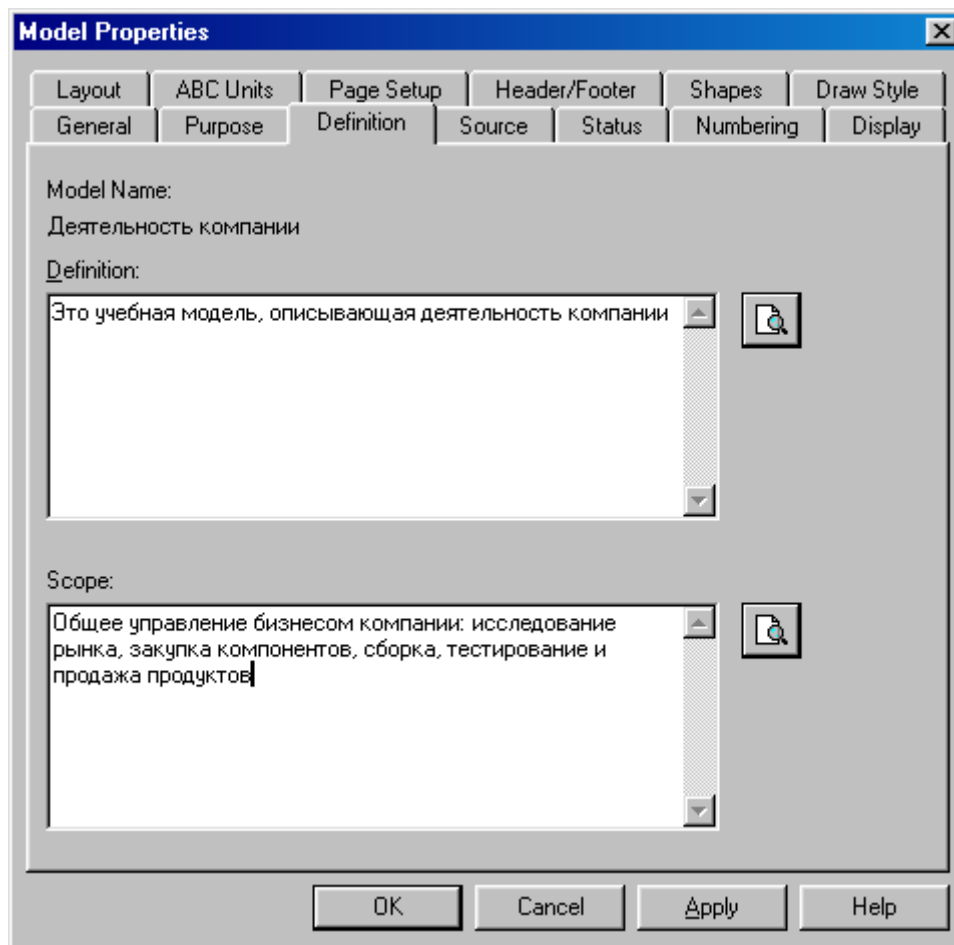 Model Properties
Layout ABC Units Page Setup Header/Footer Shapes Draw Style
General Purpose Definition Source Status Numbering Display
Model Name:
Деятельность компании
Definition:
Это учебная модель, описывающая деятельность компании
Scope:
Общее управление бизнесом компании: исследование
рынка, закупка компонентов, сборка, тестирование и
продажа продуктов
OK Cancel Apply Help